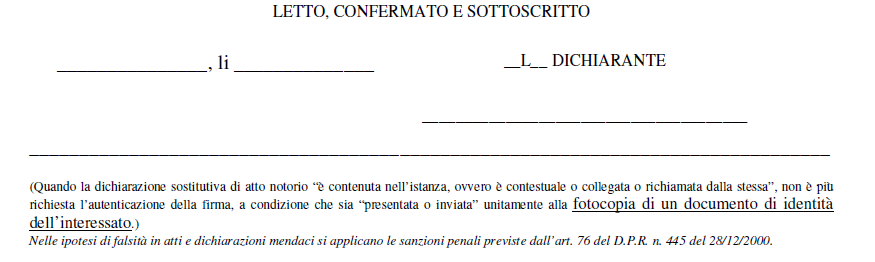 LETTO, CONFERMATO E SOTTOSCRITTO
_______________, li ______________ __L__ DICHIARANTE
_________________________________
________________________________________________________________________________
(Quando la dichiarazione sostitutiva di atto notorio “è contenuta nell’istanza, ovvero è contestuale o collegata o richiamata dalla stessa”, non è più
richiesta l’autenticazione della firma, a condizione che sia “presentata o inviata” unitamente alla fotocopia di un documento di identità
dell’interessato.)
Nelle ipotesi di falsità in atti e dichiarazioni mendaci si applicano le sanzioni penali previste dall’art. 76 del D.P.R. n. 445 del 28/12/2000.